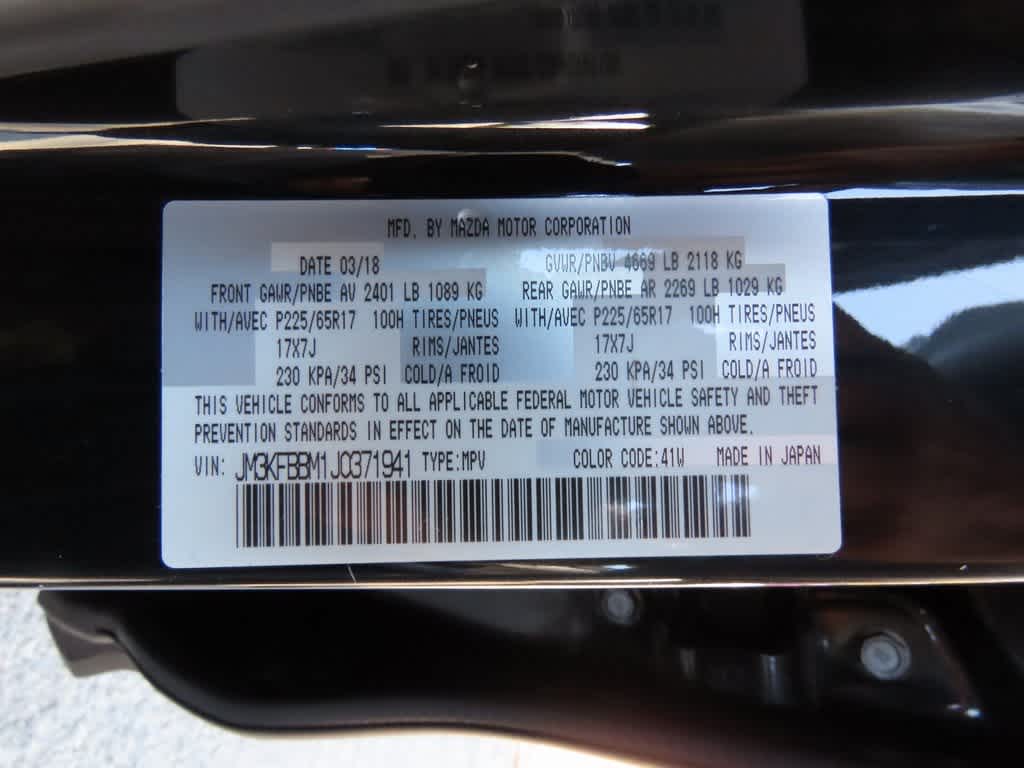 MFD. BY MAZDA MOTOR CORPORATION
DATE 03/18 GVWR/PNBV 4669 LB 2118 KG
FRONT GAWR/PNBE AV 2401 LB 1089 KG REAR GAWR/PNBE AR 2269 LB 1029 KG
WITH/AVEC P225/65R17 100H TIRES/PNEUS WITH/AVEC P225/65R17 100H TIRES/PNEUS
17X7J RIMS/JANTES 17X7J RIMS/JANTES
230 KPA/34 PSI COLD/A FROID 230 KPA/34 PSI COLD/A FROID
THIS VEHICLE CONFORMS TO ALL APPLICABLE FEDERAL MOTOR VEHICLE SAFETY AND THEFT
PREVENTION STANDARDS IN EFFECT ON THE DATE OF MANUFACTURE SHOWN ABOVE.
VIN: JM3KFBBM1J0371941 TYPE:MPV COLOR CODE:41W MADE IN JAPAN